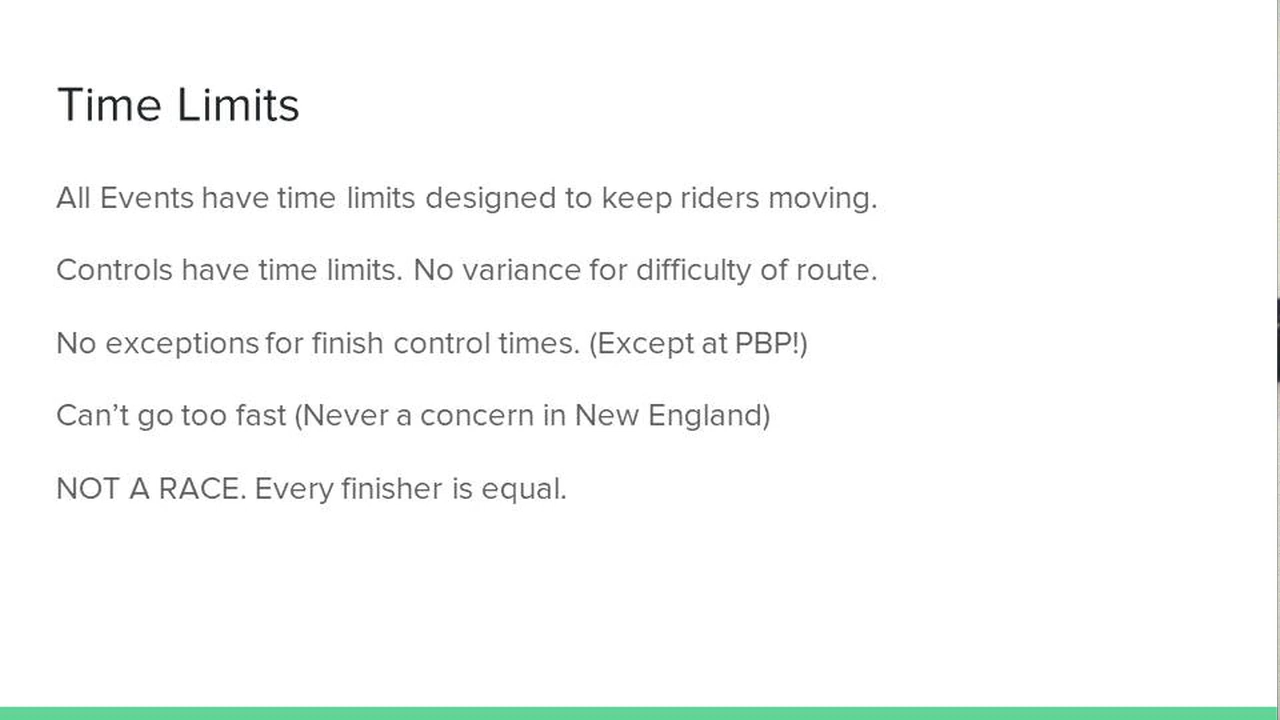 Time Limits
All Events have time limits designed to keep riders moving.
Controls have time limits. No variance for difficulty of route.
No exceptions for finish control times. (Except at PBP!)
Can’t go too fast (Never a concern in New England)
NOT A RACE. Every finisher is equal.